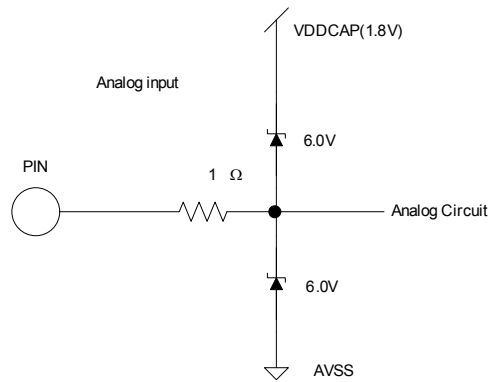 VDDCAP(1.8V)
Analog input
6.0V
PIN
1 Ω
Analog Circuit
6.0V
AVSS